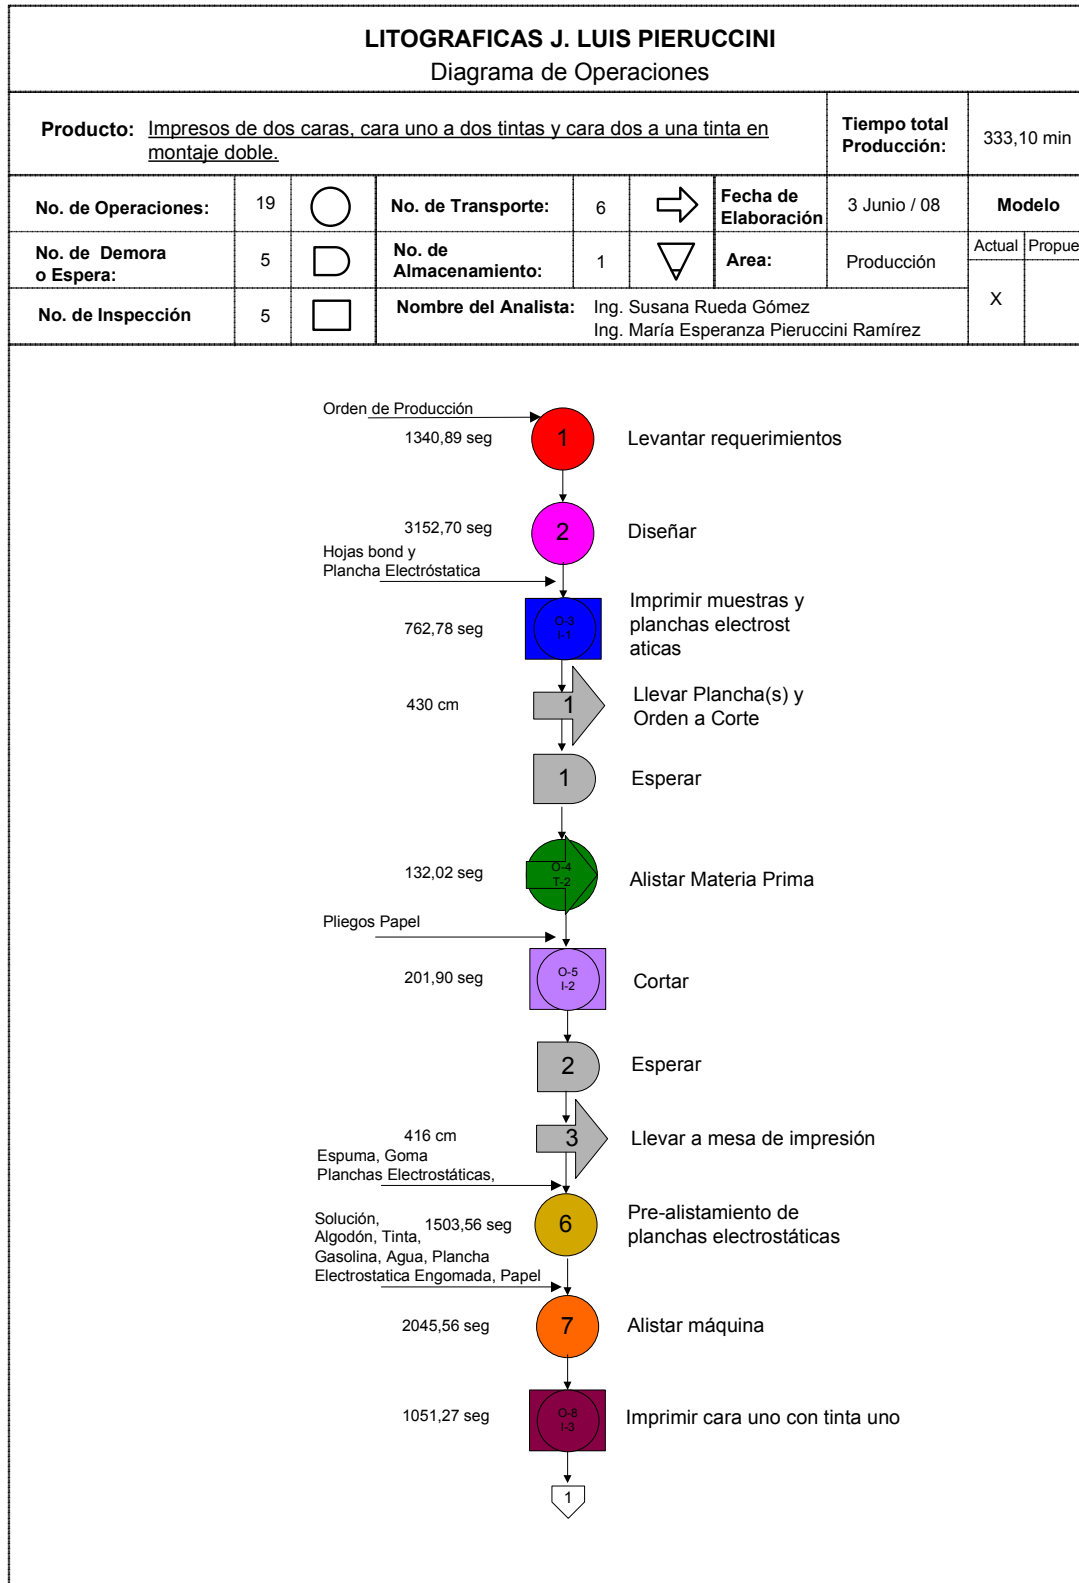 LITOGRAFICAS J. LUIS PIERUCCINI
Diagrama de Operaciones
Producto: Impresos de dos caras, cara uno a dos tintas y cara dos a una tinta en
montaje doble.
Tiempo total
Producción:
333,10 min
No. de Operaciones:
19
No. de Transporte:
6
Fecha de
Elaboración
3 Junio / 08
Modelo
No. de Demora
o Espera:
5
No. de
Almacenamiento:
1
Area:
Producción
Actual
Propue
X
No. de Inspección
5
Nombre del Analista:
Ing. Susana Rueda Gómez
Ing. María Esperanza Pieruccini Ramírez
Orden de Producción
1340,89 seg
1
Levantar requerimientos
3152,70 seg
2
Diseñar
Hojas bond y
Plancha Electróstatica
762,78 seg
O-3
I-1
Imprimir muestras y
planchas electrost
aticas
430 cm
1
Llevar Plancha(s) y
Orden a Corte
1
Esperar
132,02 seg
O-4
T-2
Alistar Materia Prima
Pliegos Papel
201,90 seg
O-5
I-2
Cortar
2
Esperar
416 cm
3
Llevar a mesa de impresión
Espuma, Goma
Planchas Electrostáticas,
1503,56 seg
6
Pre-alistamiento de
planchas electrostáticas
Solución,
Algodón, Tinta,
Gasolina, Agua, Plancha
Electrostatica Engomada, Papel
2045,56 seg
7
Alistar máquina
1051,27 seg
O-8
I-3
Imprimir cara uno con tinta uno
1